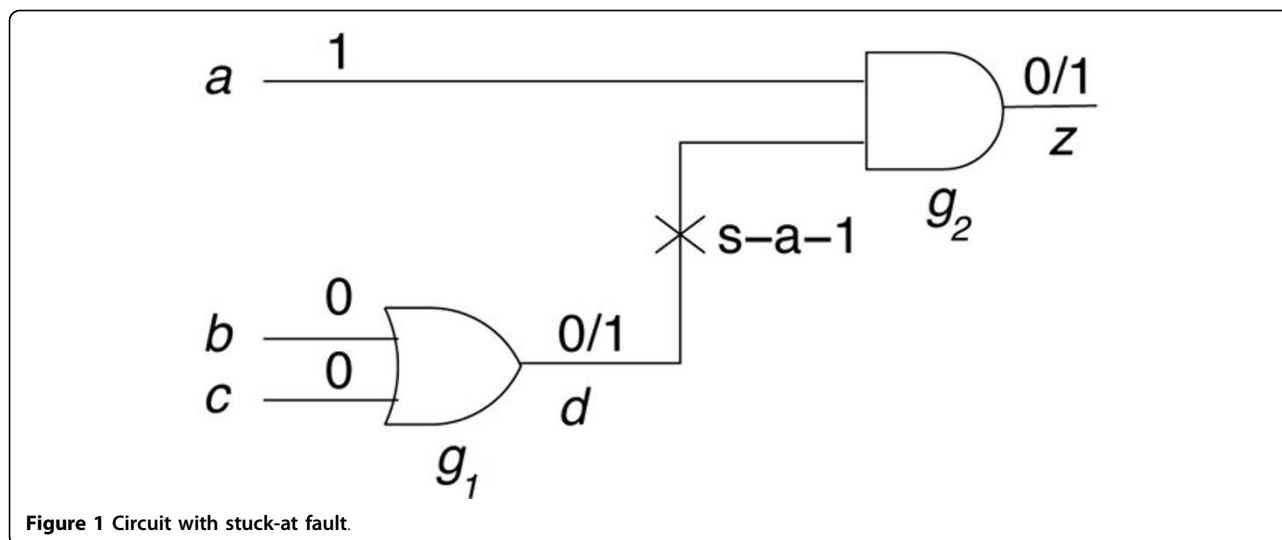 1
a
0/1
z
g2
s-a-1
0
b
0/1
0
c
d
g1
Figure 1 Circuit with stuck-at fault.